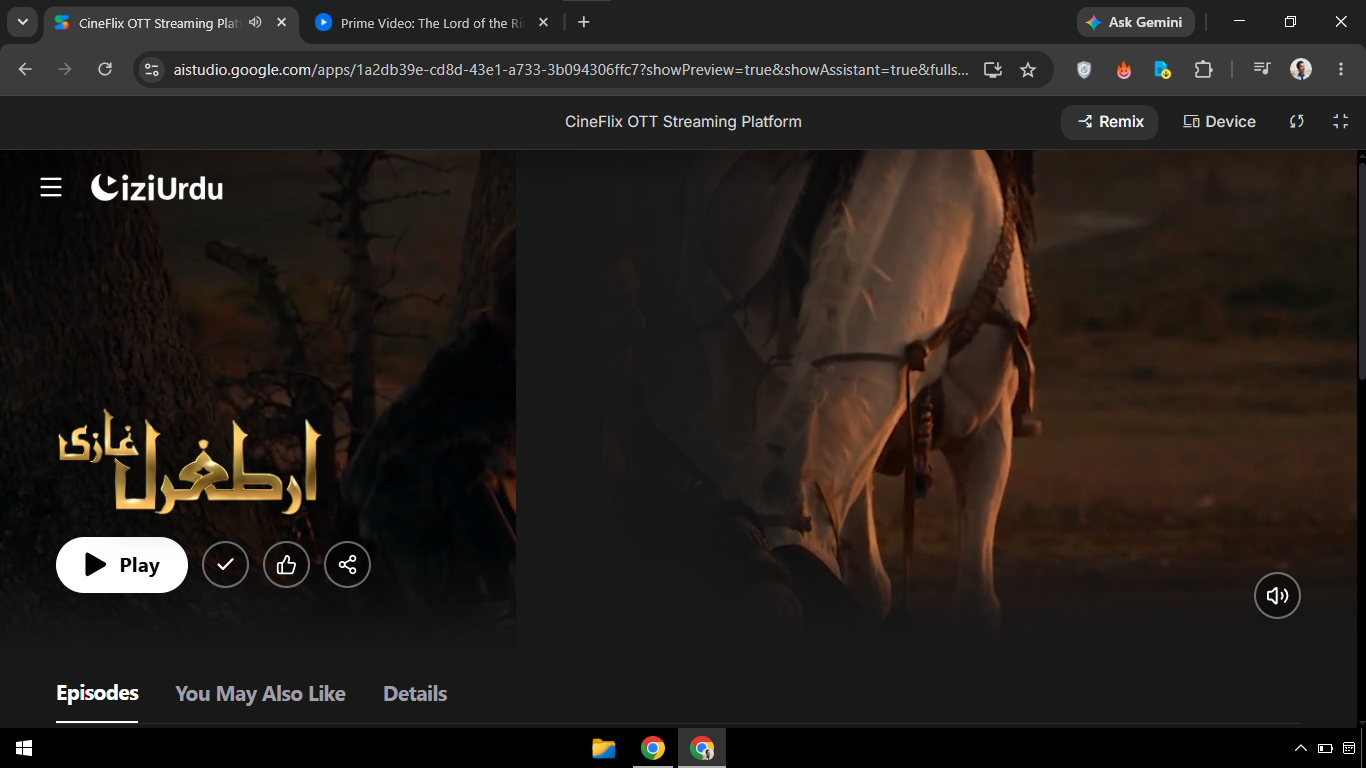 CineFlix OTT Streaming Plat
Prime Video: The Lord of the Ri
Ask Gemini
aistudio.google.com/apps/1a2db39e-cd8d-43e1-a733-3b094306ffc7?showPreview=true&showAssistant=true&fulls...
CineFlix OTT Streaming Platform
Remix
Device
iziUrdu
ارطغرل غازی
Play
Episodes
You May Also Like
Details